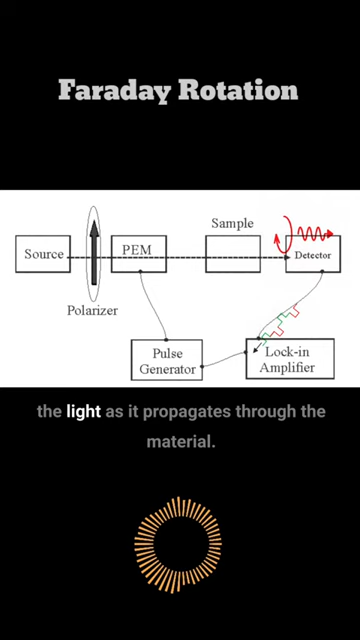 Faraday Rotation
Sample
Source
PEM
Detector
Polarizer
Pulse
Generator
Lock-in
Amplifier
the light as it propagates through the
material.